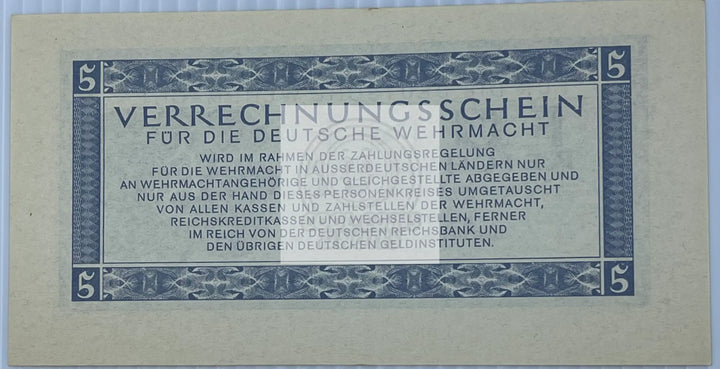 5 5
VERRECHNUNGSSCHEIN
FÜR DIE DEUTSCHE WEHRMACHT
WIRD IM RAHMEN DER ZAHLUNGSREGELUNG
FÜR DIE WEHRMACHT IN AUSSERDEUTSCHEN LÄNDERN NUR
AN WEHRMACHTANGEHÖRIGE UND GLEICHGESTELLTE ABGEGEBEN UND
NUR AUS DER HAND DIESES PERSONENKREISES UMGETAUSCHT
VON ALLEN KASSEN UND ZAHLSTELLEN DER WEHRMACHT,
REICHSKREDITKASSEN UND WECHSELSTELLEN, FERNER
IM REICH VON DER DEUTSCHEN REICHSBANK UND
DEN ÜBRIGEN DEUTSCHEN GELDINSTITUTEN.
5 5